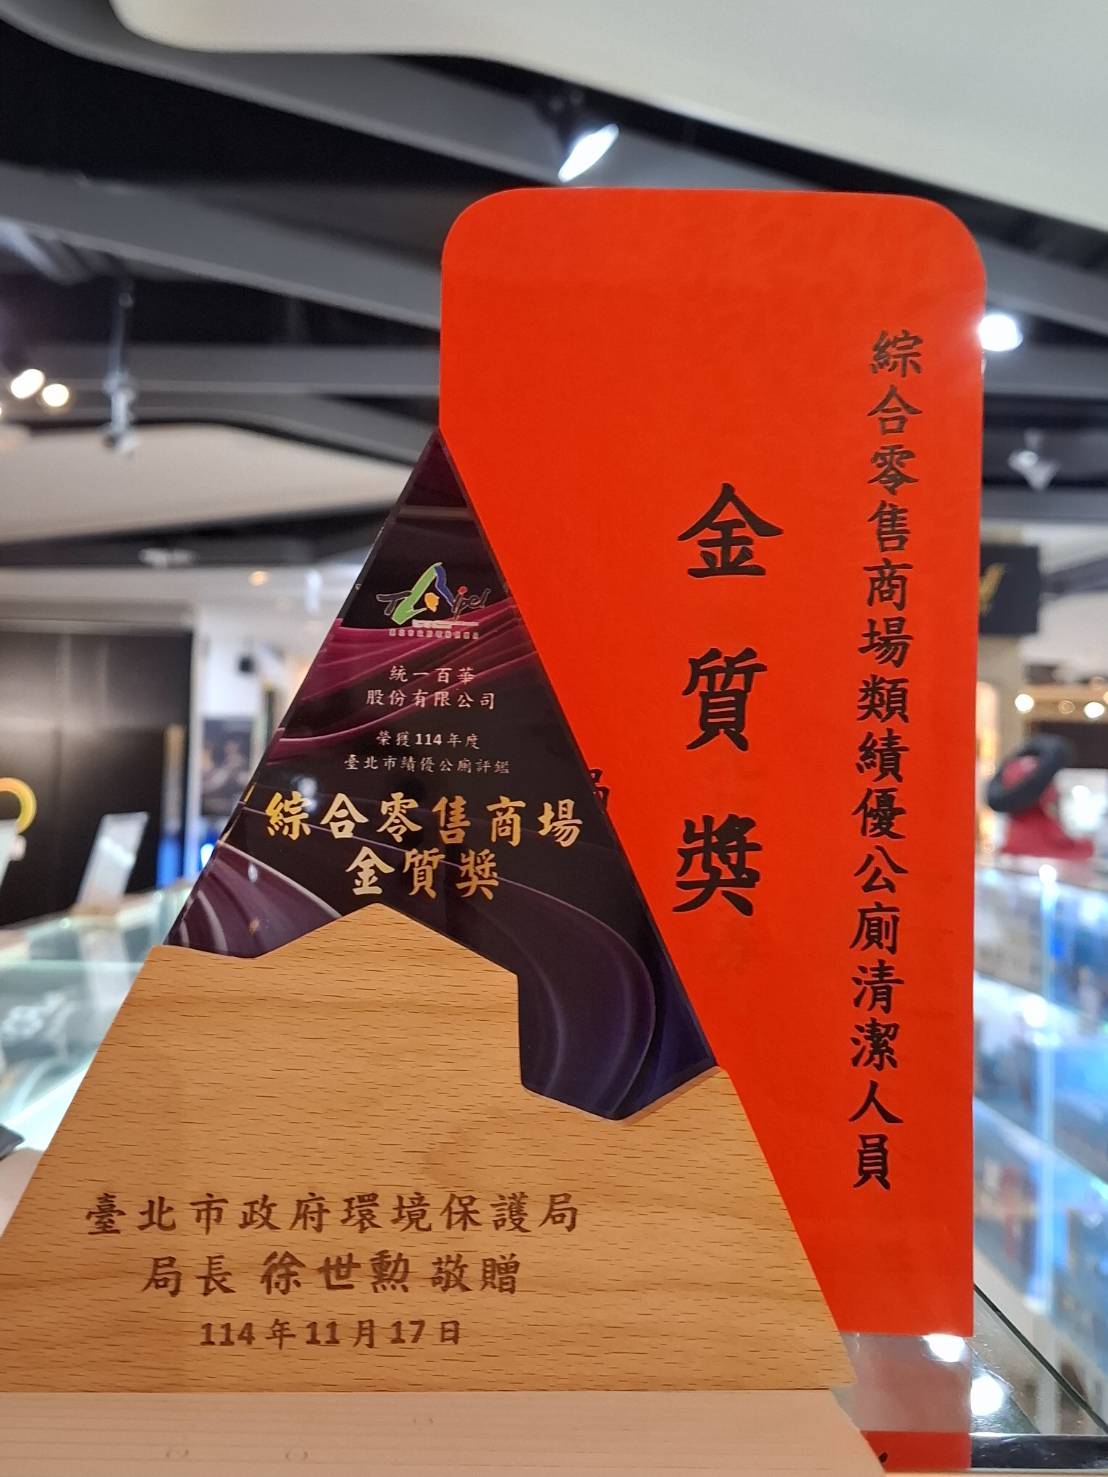 綜合零售商場類績優公廁清潔人員
金質獎
Taipei
統一百華
股份有限公司
榮獲114年度
臺北市績優公廁評鑑
綜合零售商場
金質獎
臺北市政府環境保護局
局長 徐世勲 敬贈
114年11月17日